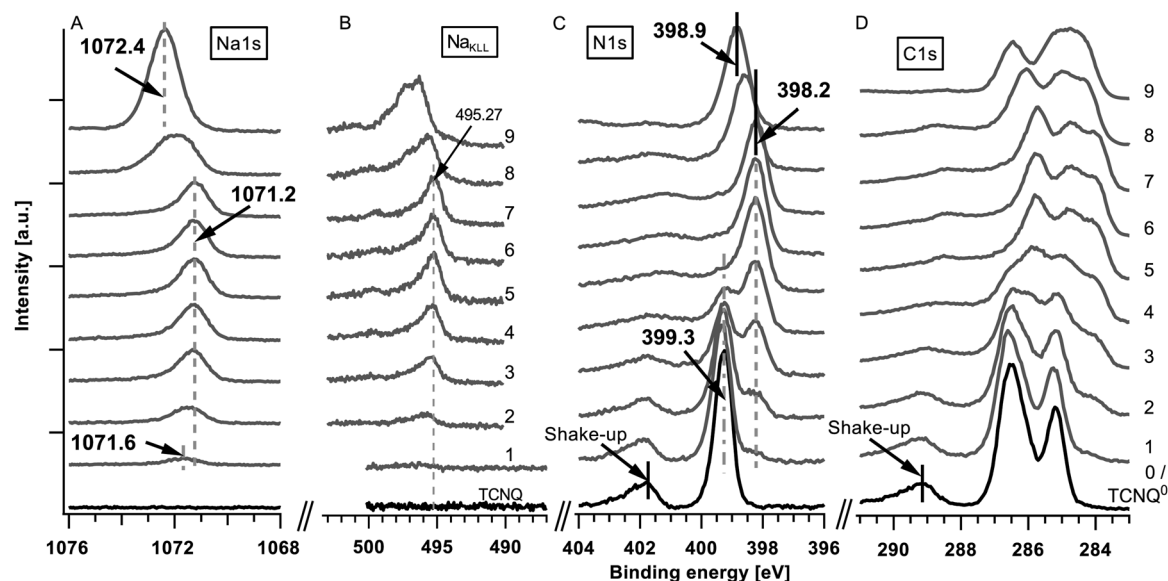 A
B
C
D
Na1s
NaKLL
N1s
C1s
1072.4
398.9
398.2
495.27
9
8
7
6
5
4
3
2
1
TCNQ
9
8
7
6
5
4
3
2
1
0 /
TCNQ0
1071.2
1071.6
399.3
Shake-up
Shake-up
Intensity [a.u.]
1076 1072 1068
500 495 490
404 402 400 398 396
290 288 286 284
Binding energy [eV]